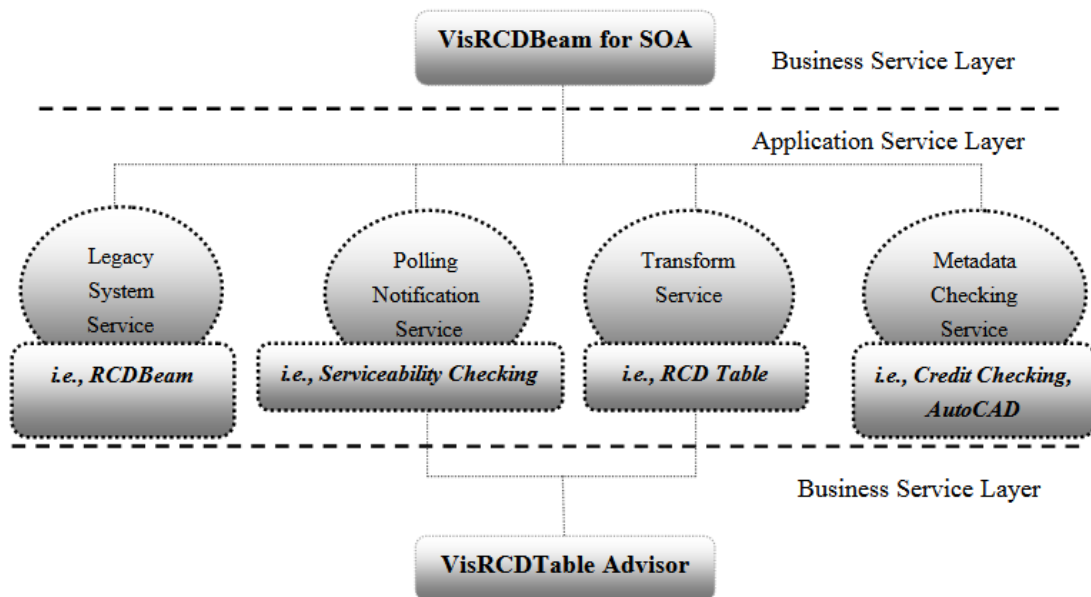 VisRCDBeam for SOA
Business Service Layer
Application Service Layer
Legacy
System
Service
i.e., RCDBeam
Polling
Notification
Service
i.e., Serviceability Checking
Transform
Service
i.e., RCD Table
Metadata
Checking
Service
i.e., Credit Checking,
AutoCAD
Business Service Layer
VisRCDTable Advisor